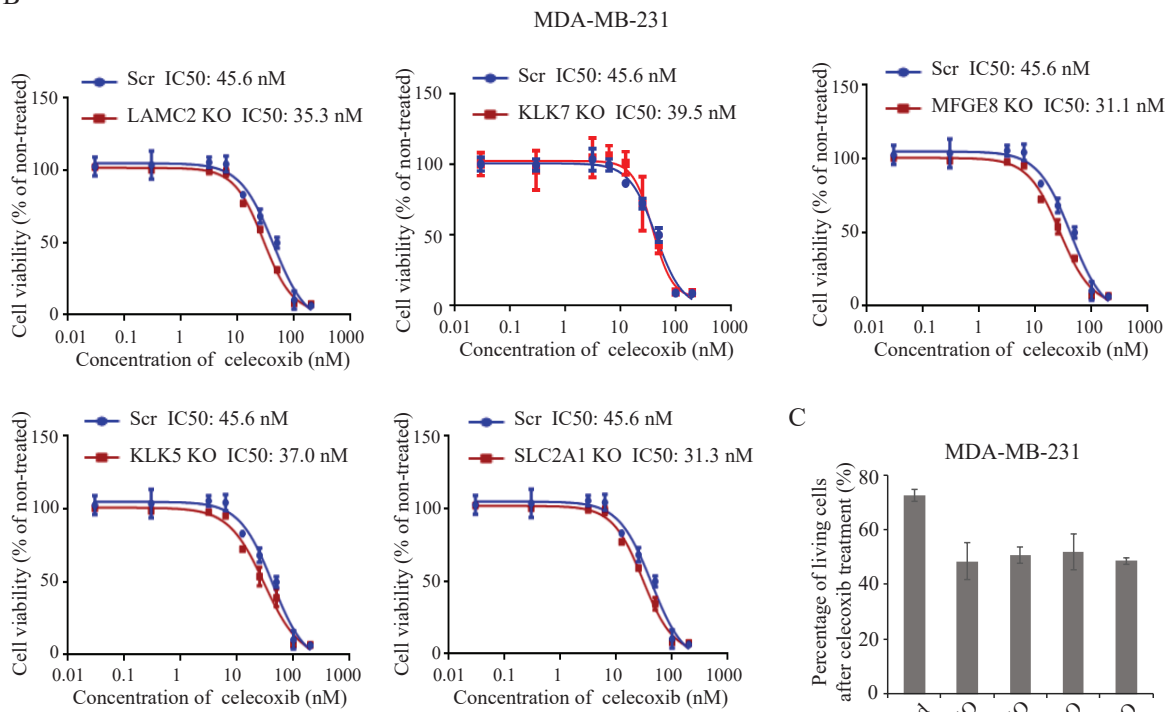 MDA-MB-231
Scr IC50: 45.6 nM
LAMC2 KO IC50: 35.3 nM
Cell viability (% of non-treated)
150
100
50
0
0.01 0.1 1 10 100 1000
Concentration of celecoxib (nM)
Scr IC50: 45.6 nM
KLK7 KO IC50: 39.5 nM
Cell viability (% of non-treated)
150
100
50
0
0.01 0.1 1 10 100 1000
Concentration of celecoxib (nM)
Scr IC50: 45.6 nM
MFGE8 KO IC50: 31.1 nM
Cell viability (% of non-treated)
150
100
50
0
0.01 0.1 1 10 100 1000
Concentration of celecoxib (nM)
Scr IC50: 45.6 nM
KLK5 KO IC50: 37.0 nM
Cell viability (% of non-treated)
150
100
50
0
0.01 0.1 1 10 100 1000
Concentration of celecoxib (nM)
Scr IC50: 45.6 nM
SLC2A1 KO IC50: 31.3 nM
Cell viability (% of non-treated)
150
100
50
0
0.01 0.1 1 10 100 1000
Concentration of celecoxib (nM)
C
MDA-MB-231
Percentage of living cells
after celecoxib treatment (%)
80
60
40
20
0